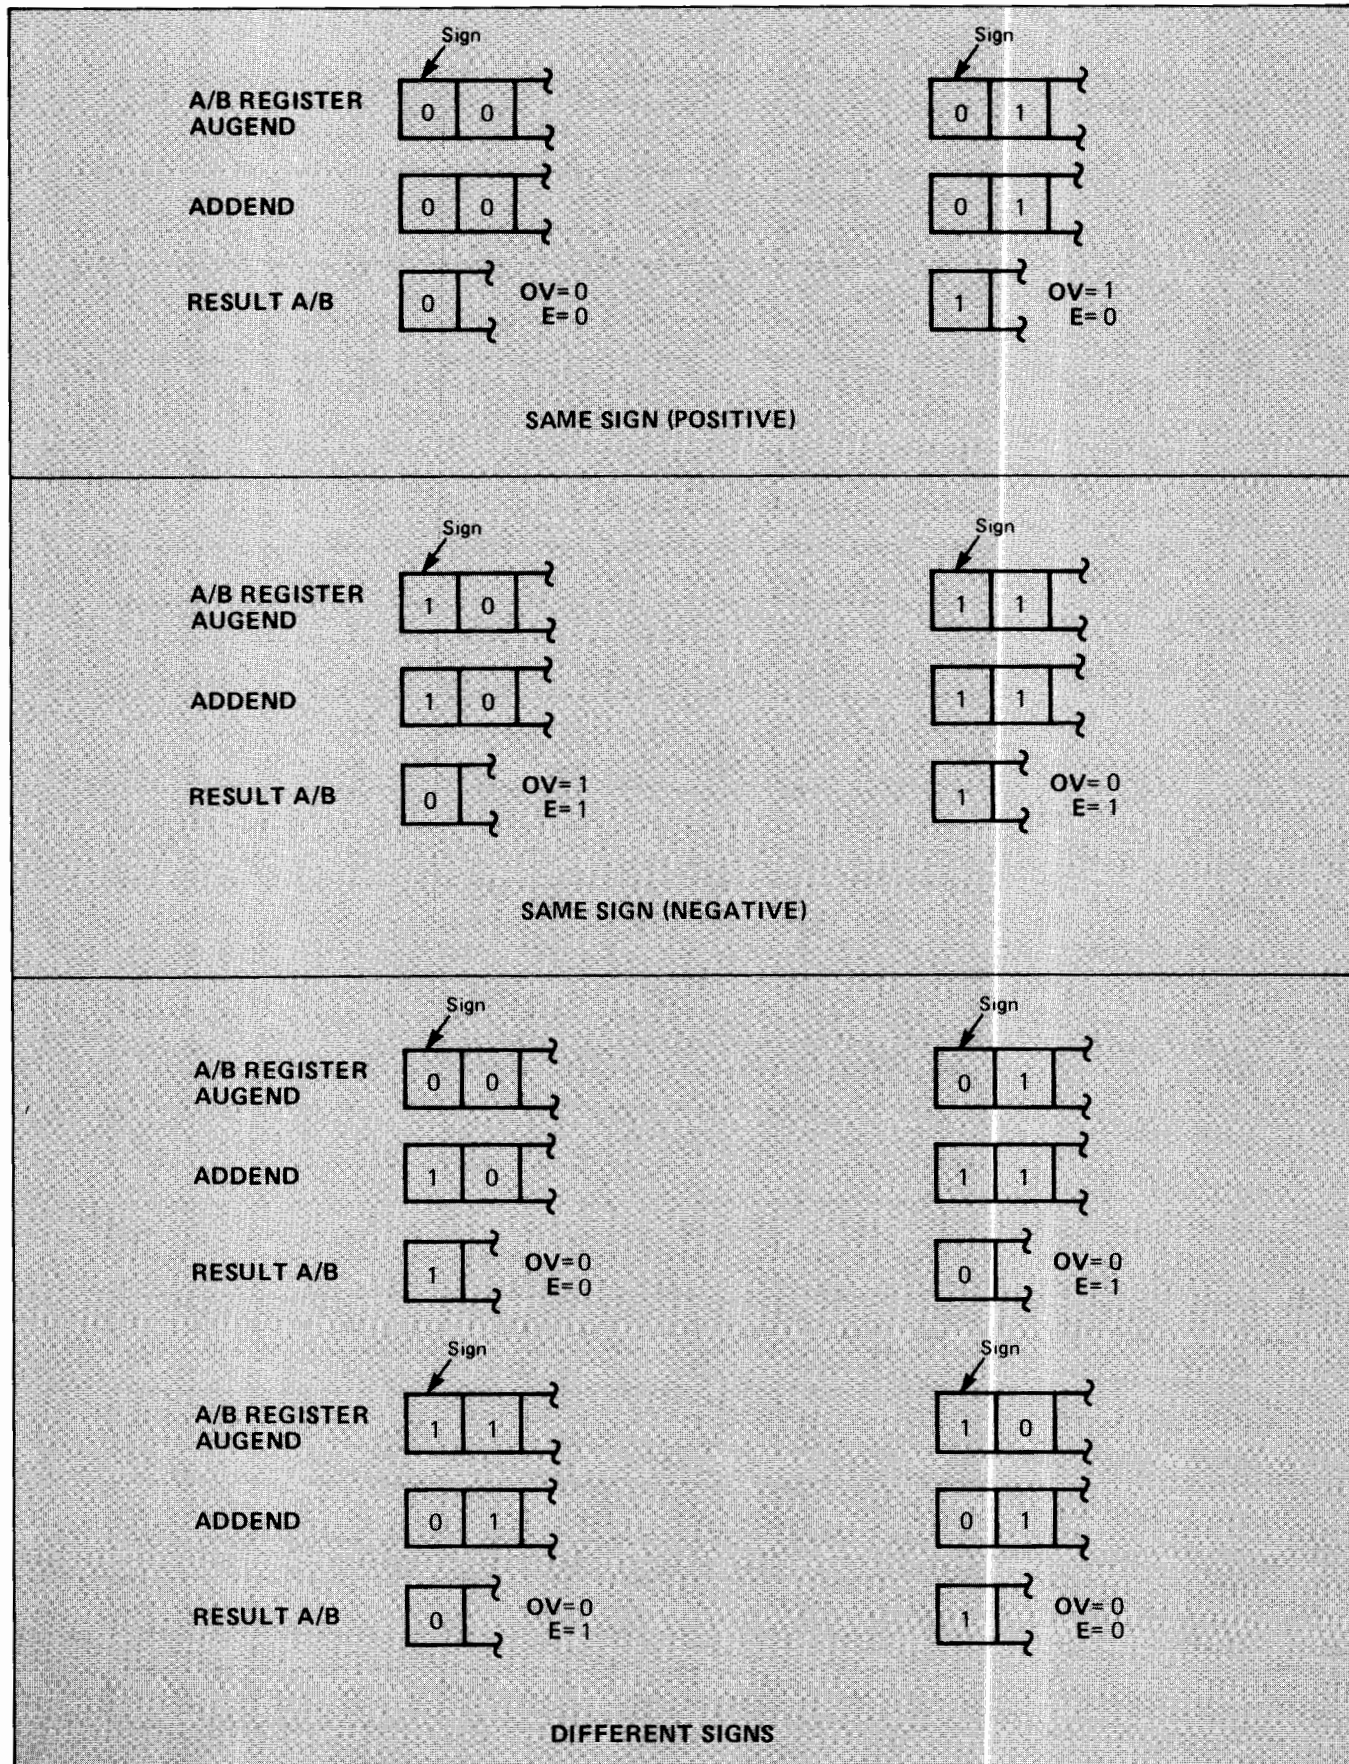 Sign Sign
A/B REGISTER
AUGEND 0 0 0 1
ADDEND 0 0 0 1
RESULT A/B 0 OV=0 1 OV=1
E=0 E=0
SAME SIGN (POSITIVE)
Sign Sign
A/B REGISTER
AUGEND 1 0 1 1
ADDEND 1 0 1 1
RESULT A/B 0 OV=1 1 OV=0
E=1 E=1
SAME SIGN (NEGATIVE)
Sign Sign
A/B REGISTER
AUGEND 0 0 0 1
ADDEND 1 0 1 1
RESULT A/B 1 OV=0 0 OV=0
E=0 E=1
Sign Sign
A/B REGISTER
AUGEND 1 1 1 0
ADDEND 0 1 0 1
RESULT A/B 0 OV=0 1 OV=0
E=1 E=0
DIFFERENT SIGNS